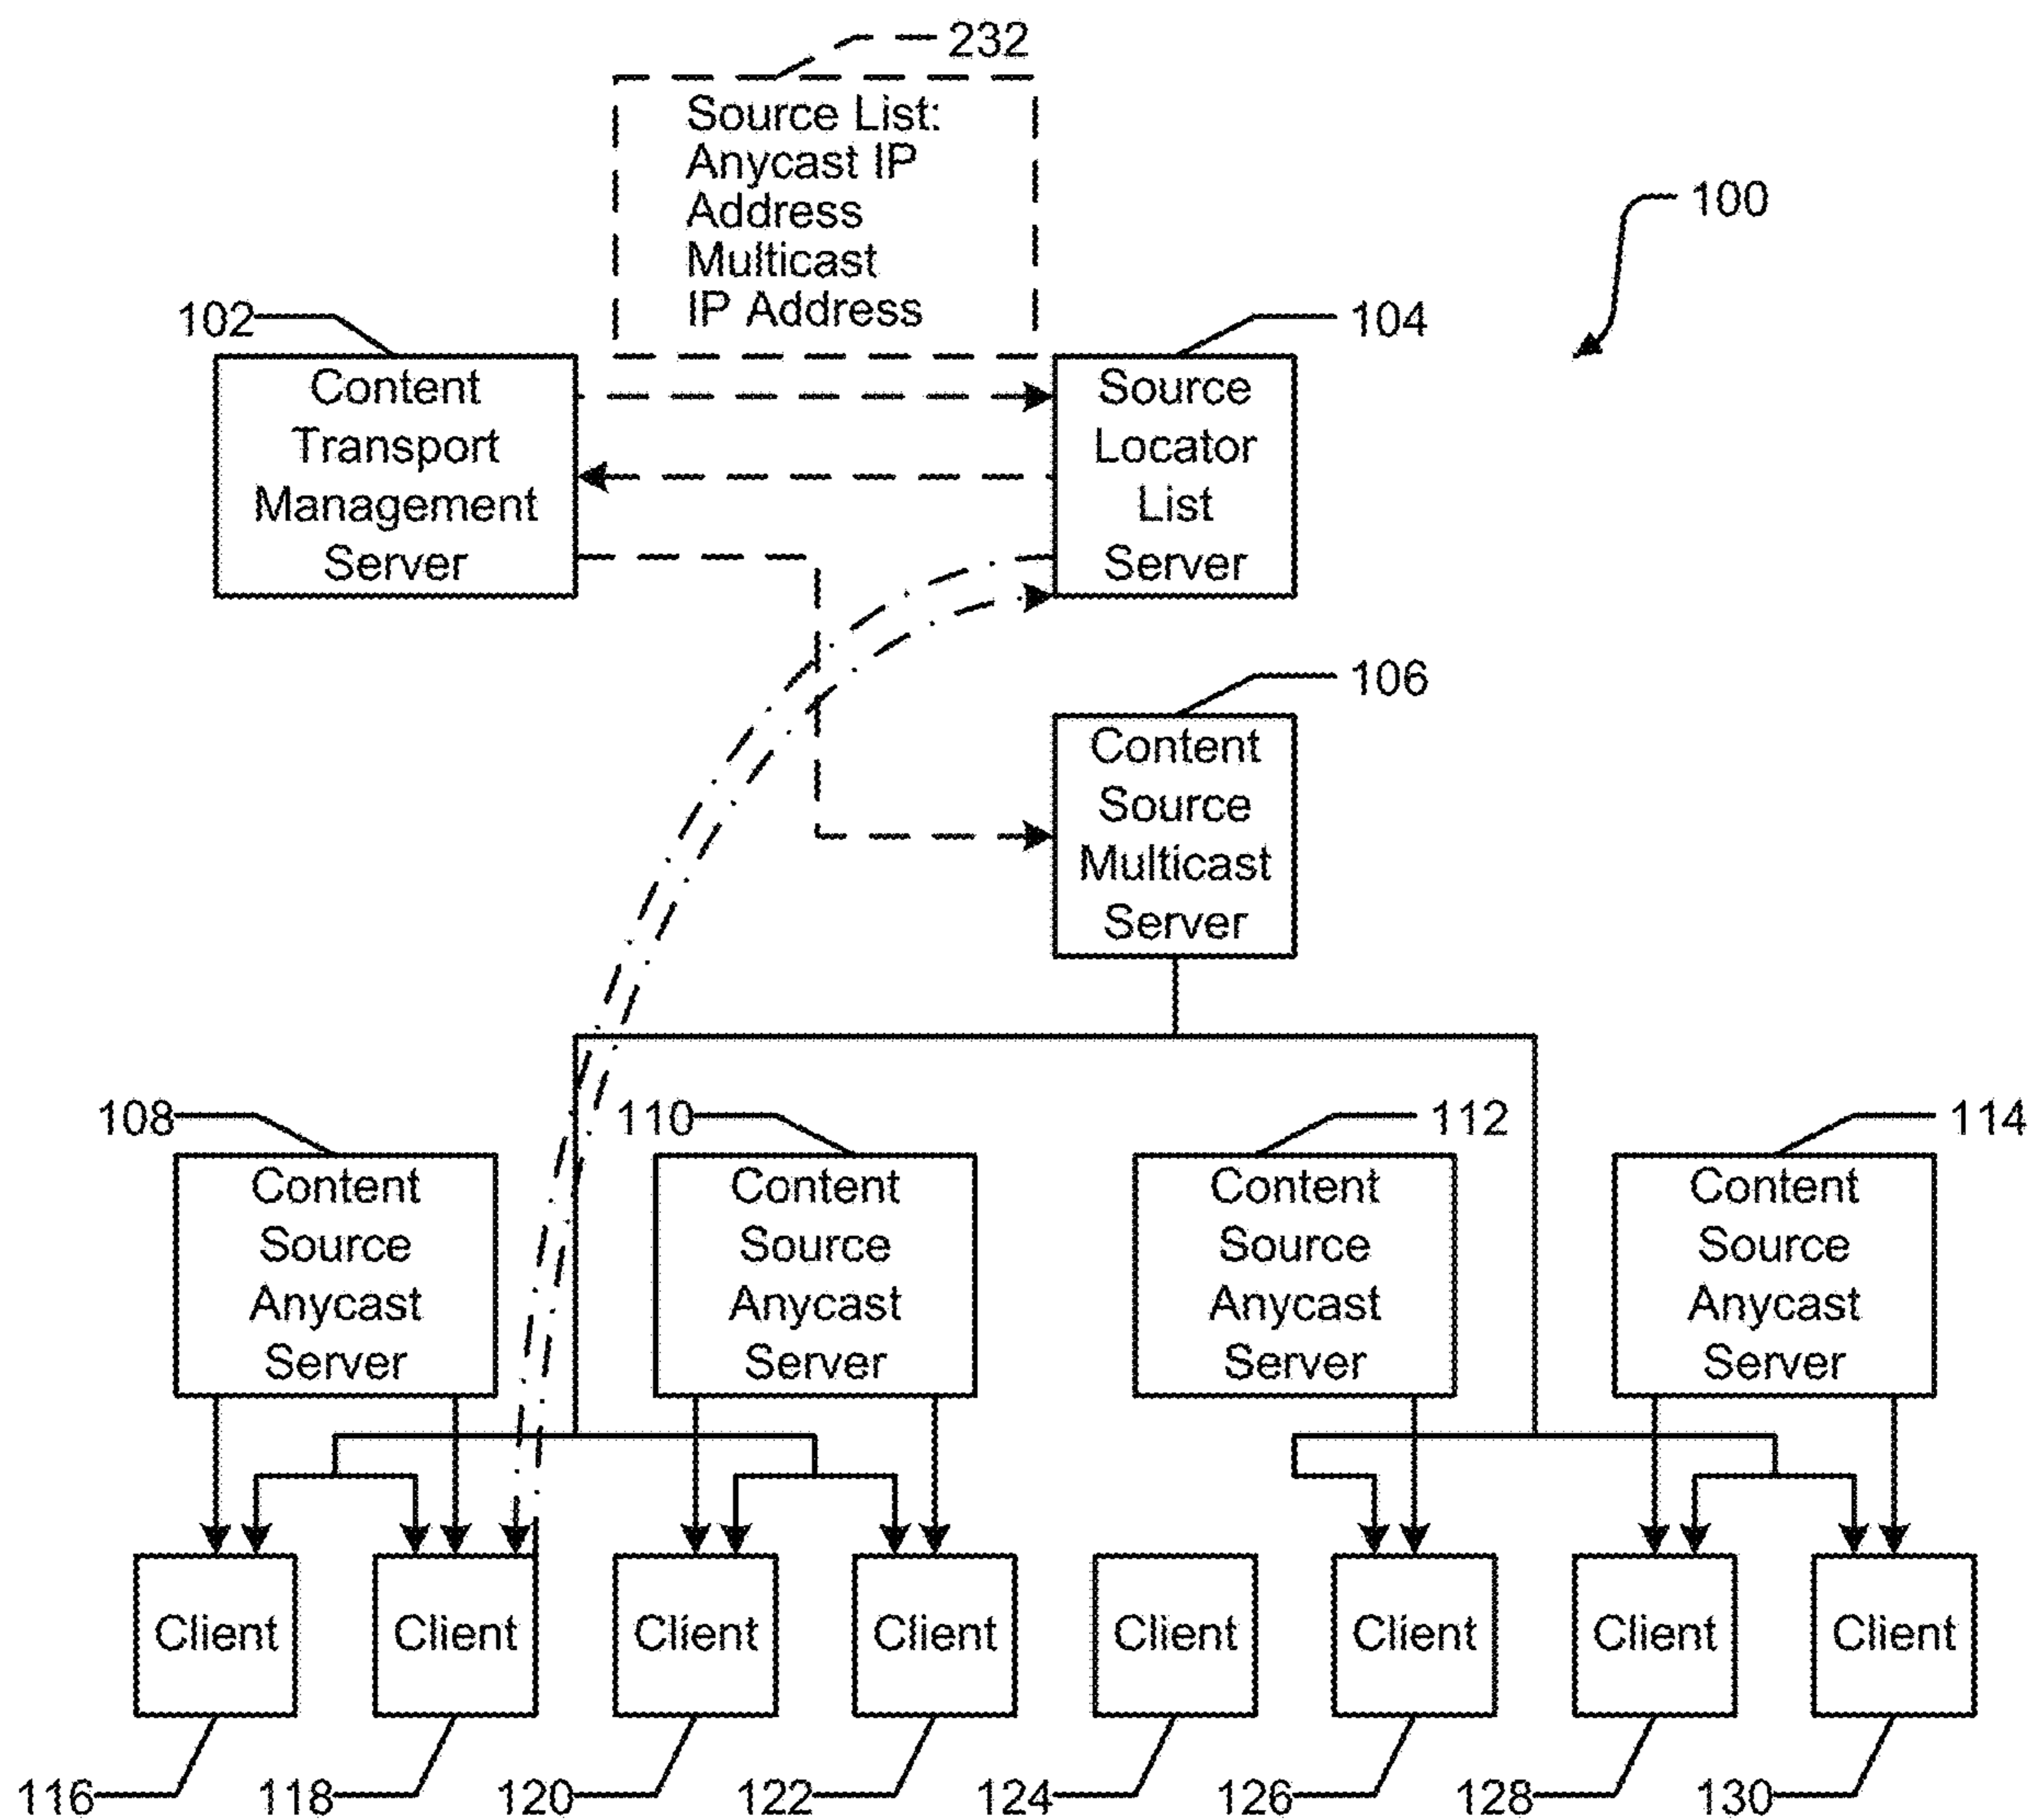 232
Source List:
Anycast IP
Address
Multicast
IP Address
100
102
104
Content
Transport
Management
Server
Source
Locator
List
Server
106
Content
Source
Multicast
Server
108
110
112
114
Content
Source
Anycast
Server
Content
Source
Anycast
Server
Content
Source
Anycast
Server
Content
Source
Anycast
Server
Client
Client
Client
Client
Client
Client
Client
Client
116
118
120
122
124
126
128
130